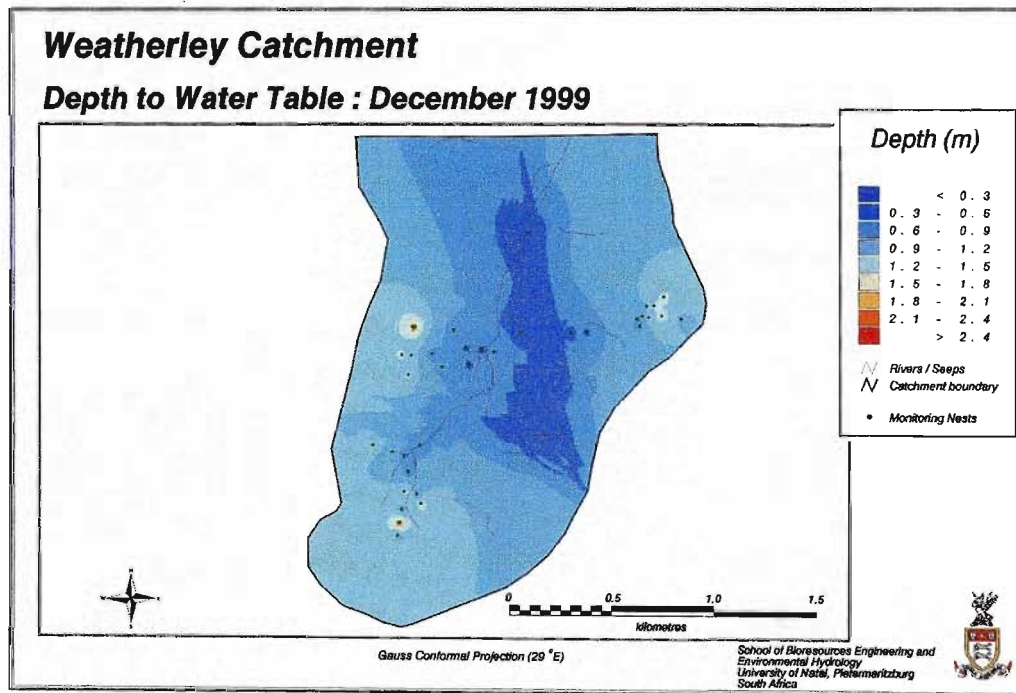 Weatherley Catchment
Depth to Water Table : December 1999
Depth (m)
< 0.3
0.3 - 0.6
0.6 - 0.9
0.9 - 1.2
1.2 - 1.5
1.5 - 1.8
1.8 - 2.1
2.1 - 2.4
> 2.4
Rivers / Seeps
Catchment boundary
Monitoring Nests
0 0.5 1.0 1.5
kilometres
Gauss Conformal Projection (29 °E)
School of Bioresources Engineering and
Environmental Hydrology
University of Natal, Pietermaritzburg
South Africa